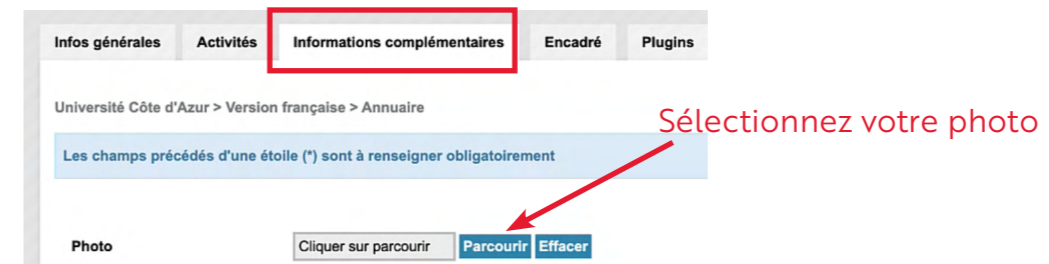 Infos générales Activités Informations complémentaires Encadré Plugins
Université Côte d'Azur > Version française > Annuaire
Sélectionnez votre photo
Les champs précédés d'une étoile (*) sont à renseigner obligatoirement
Photo Cliquer sur parcourir Parcourir Effacer